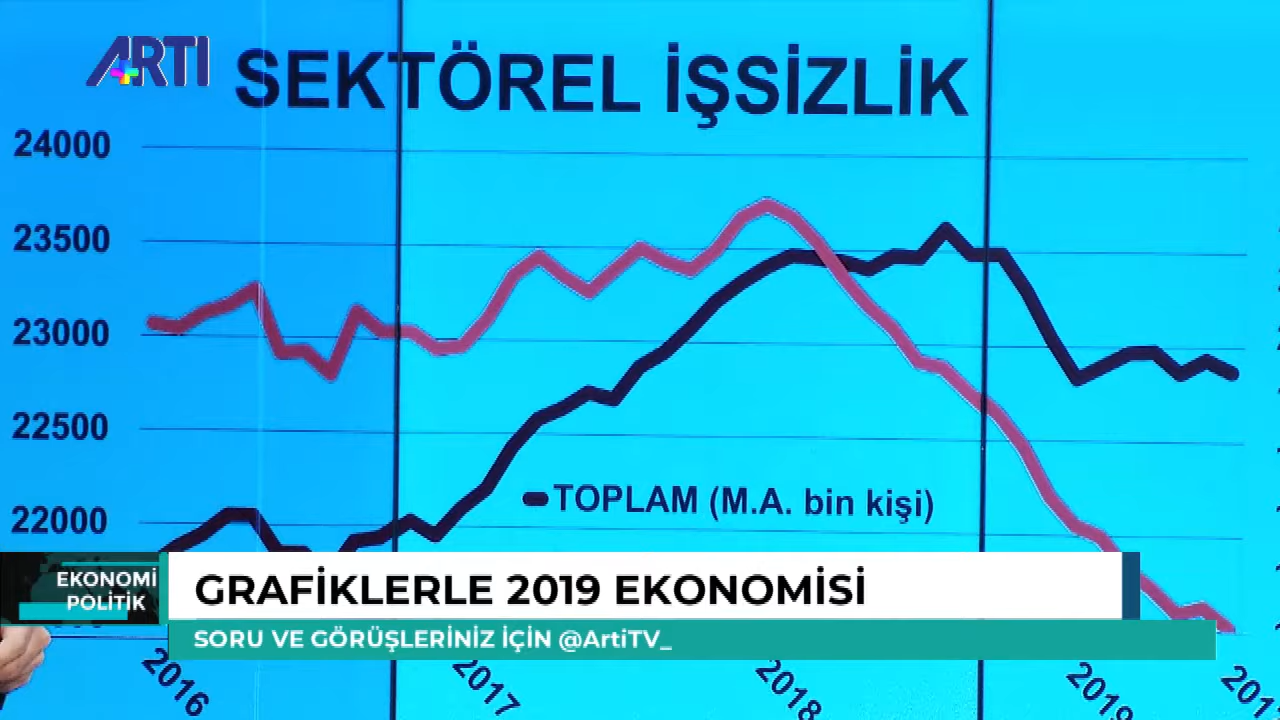 ARTI
SEKTÖREL İŞSİZLİK
24000
23500
23000
22500
22000
TOPLAM (M.A. bin kişi)
EKONOMİ
POLİTİK
GRAFİKLERLE 2019 EKONOMİSİ
SORU VE GÖRÜŞLERİNİZ İÇİN @ArtiTV_
2016
2017
2018
2019